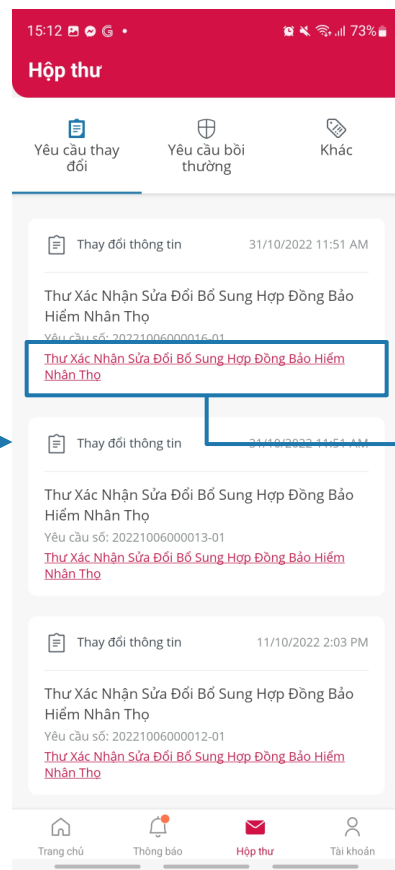 15:12 G • 73%
Hộp thư
Yêu cầu thay
đổi
Yêu cầu bồi
thường
Khác
Thay đổi thông tin 31/10/2022 11:51 AM
Thư Xác Nhận Sửa Đổi Bổ Sung Hợp Đồng Bảo
Hiểm Nhân Thọ
Yêu cầu số: 20221006000016-01
Thư Xác Nhận Sửa Đổi Bổ Sung Hợp Đồng Bảo Hiểm
Nhân Thọ
Thay đổi thông tin 31/10/2022 11:51 AM
Thư Xác Nhận Sửa Đổi Bổ Sung Hợp Đồng Bảo
Hiểm Nhân Thọ
Yêu cầu số: 20221006000013-01
Thư Xác Nhận Sửa Đổi Bổ Sung Hợp Đồng Bảo Hiểm
Nhân Thọ
Thay đổi thông tin 11/10/2022 2:03 PM
Thư Xác Nhận Sửa Đổi Bổ Sung Hợp Đồng Bảo
Hiểm Nhân Thọ
Yêu cầu số: 20221006000012-01
Thư Xác Nhận Sửa Đổi Bổ Sung Hợp Đồng Bảo Hiểm
Nhân Thọ
Trang chủ Thông báo Hộp thư Tài khoản